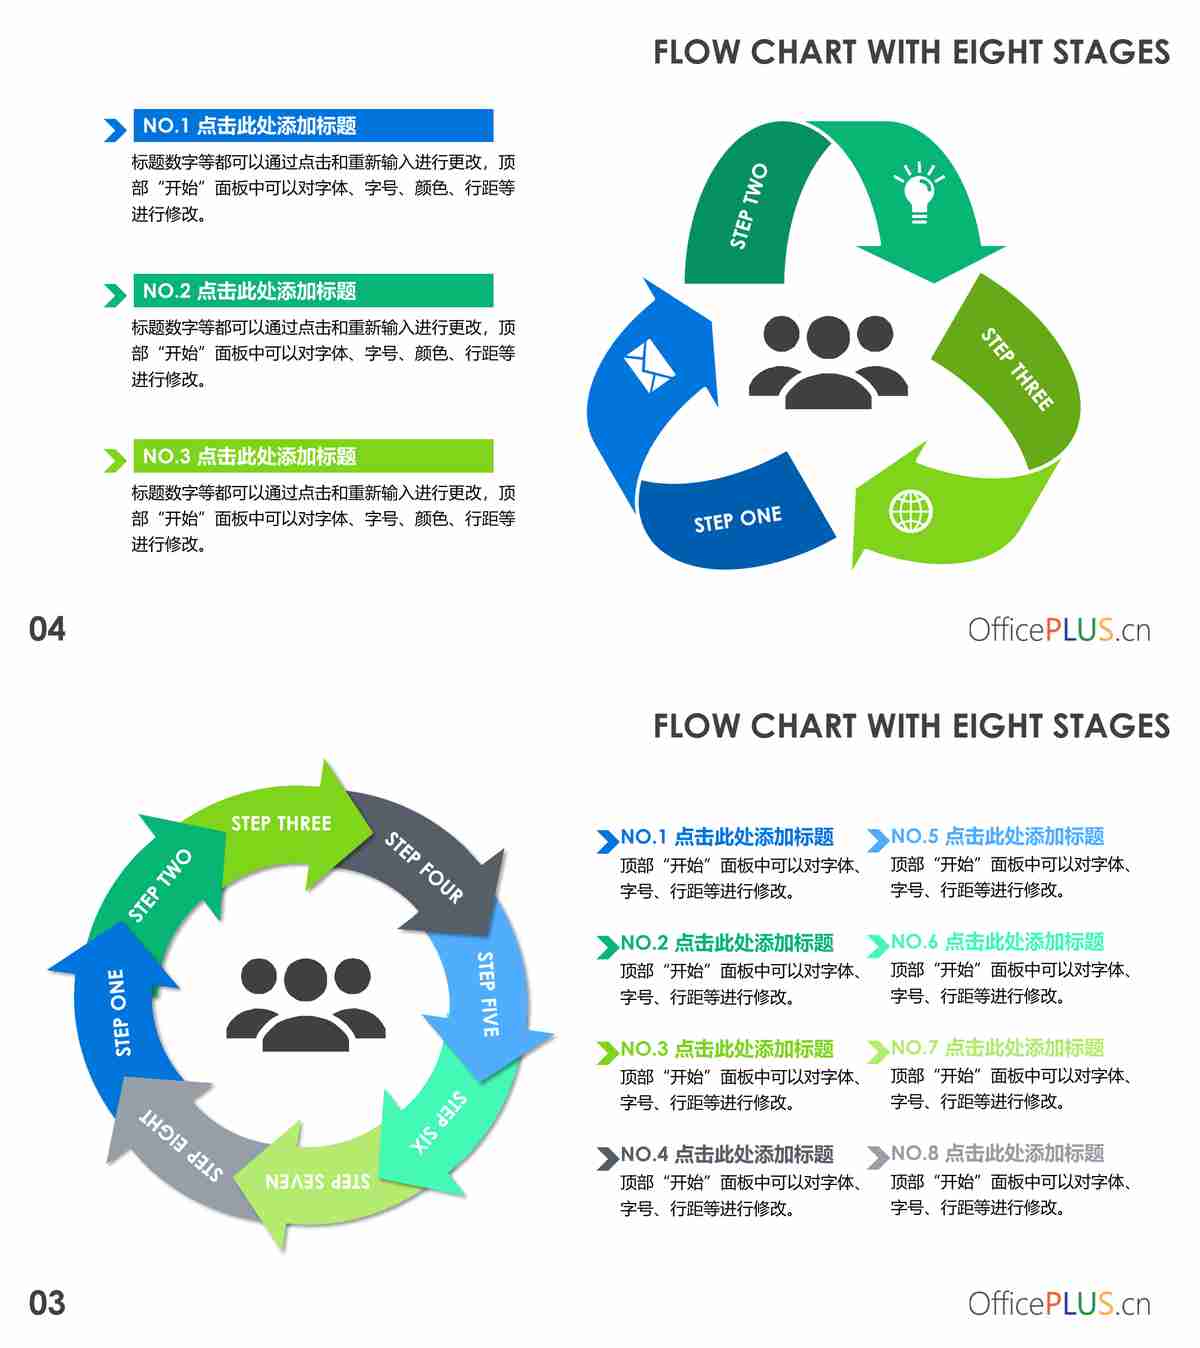 FLOW CHART WITH EIGHT STAGES
NO.1 点击此处添加标题
标题数字等都可以通过点击和重新输入进行更改，顶
部“开始”面板中可以对字体、字号、颜色、行距等
进行修改。
NO.2 点击此处添加标题
标题数字等都可以通过点击和重新输入进行更改，顶
部“开始”面板中可以对字体、字号、颜色、行距等
进行修改。
NO.3 点击此处添加标题
标题数字等都可以通过点击和重新输入进行更改，顶
部“开始”面板中可以对字体、字号、颜色、行距等
进行修改。
STEP TWO
STEP THREE
STEP ONE
04
OfficePLUS.cn
FLOW CHART WITH EIGHT STAGES
STEP THREE
STEP FOUR
STEP TWO
STEP FIVE
STEP ONE
STEP SIX
STEP EIGHT
STEP SEVEN
NO.1 点击此处添加标题
顶部“开始”面板中可以对字体、
字号、行距等进行修改。
NO.2 点击此处添加标题
顶部“开始”面板中可以对字体、
字号、行距等进行修改。
NO.3 点击此处添加标题
顶部“开始”面板中可以对字体、
字号、行距等进行修改。
NO.4 点击此处添加标题
顶部“开始”面板中可以对字体、
字号、行距等进行修改。
NO.5 点击此处添加标题
顶部“开始”面板中可以对字体、
字号、行距等进行修改。
NO.6 点击此处添加标题
顶部“开始”面板中可以对字体、
字号、行距等进行修改。
NO.7 点击此处添加标题
顶部“开始”面板中可以对字体、
字号、行距等进行修改。
NO.8 点击此处添加标题
顶部“开始”面板中可以对字体、
字号、行距等进行修改。
03
OfficePLUS.cn